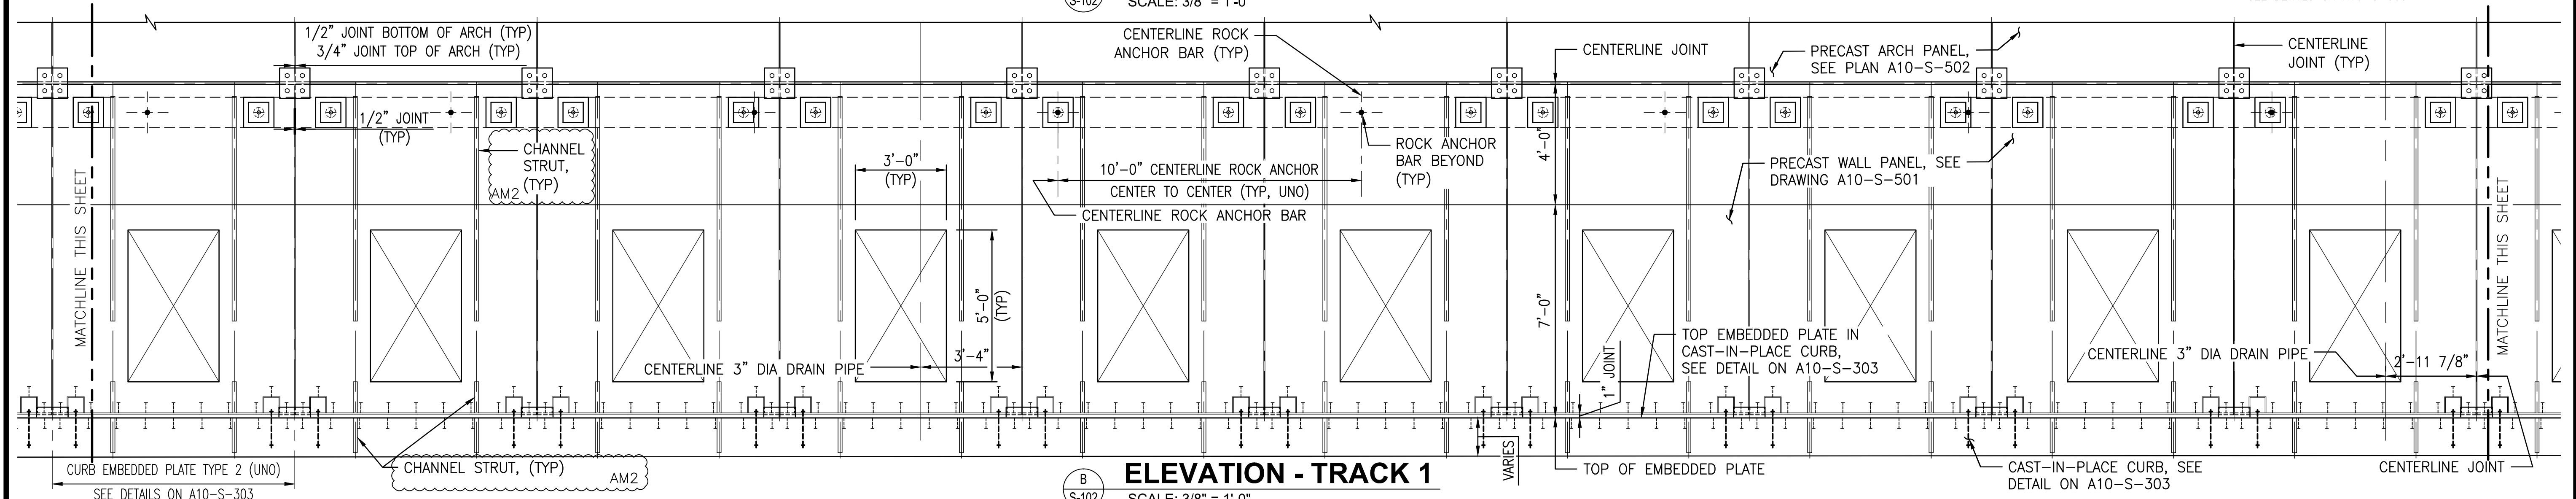 S-102
SCALE: 3/8" = 1'-0"
1/2" JOINT BOTTOM OF ARCH (TYP)
3/4" JOINT TOP OF ARCH (TYP)
CENTERLINE ROCK
ANCHOR BAR (TYP)
CENTERLINE JOINT
PRECAST ARCH PANEL,
SEE PLAN A10-S-502
CENTERLINE
JOINT (TYP)
1/2" JOINT
(TYP)
CHANNEL
STRUT,
(TYP)
AM2
3'-0"
(TYP)
10'-0" CENTERLINE ROCK ANCHOR
CENTER TO CENTER (TYP, UNO)
CENTERLINE ROCK ANCHOR BAR
ROCK ANCHOR
BAR BEYOND
(TYP)
4'-0"
PRECAST WALL PANEL, SEE
DRAWING A10-S-501
MATCHLINE THIS SHEET
MATCHLINE THIS SHEET
5'-0"
(TYP)
7'-0"
CENTERLINE 3" DIA DRAIN PIPE
3'-4"
1" JOINT
TOP EMBEDDED PLATE IN
CAST-IN-PLACE CURB,
SEE DETAIL ON A10-S-303
CENTERLINE 3" DIA DRAIN PIPE
2'-11 7/8"
CURB EMBEDDED PLATE TYPE 2 (UNO)
SEE DETAILS ON A10-S-303
CHANNEL STRUT, (TYP)
AM2
B
S-102
ELEVATION - TRACK 1
SCALE: 3/8" = 1'-0"
VARIES
TOP OF EMBEDDED PLATE
CAST-IN-PLACE CURB, SEE
DETAIL ON A10-S-303
CENTERLINE JOINT